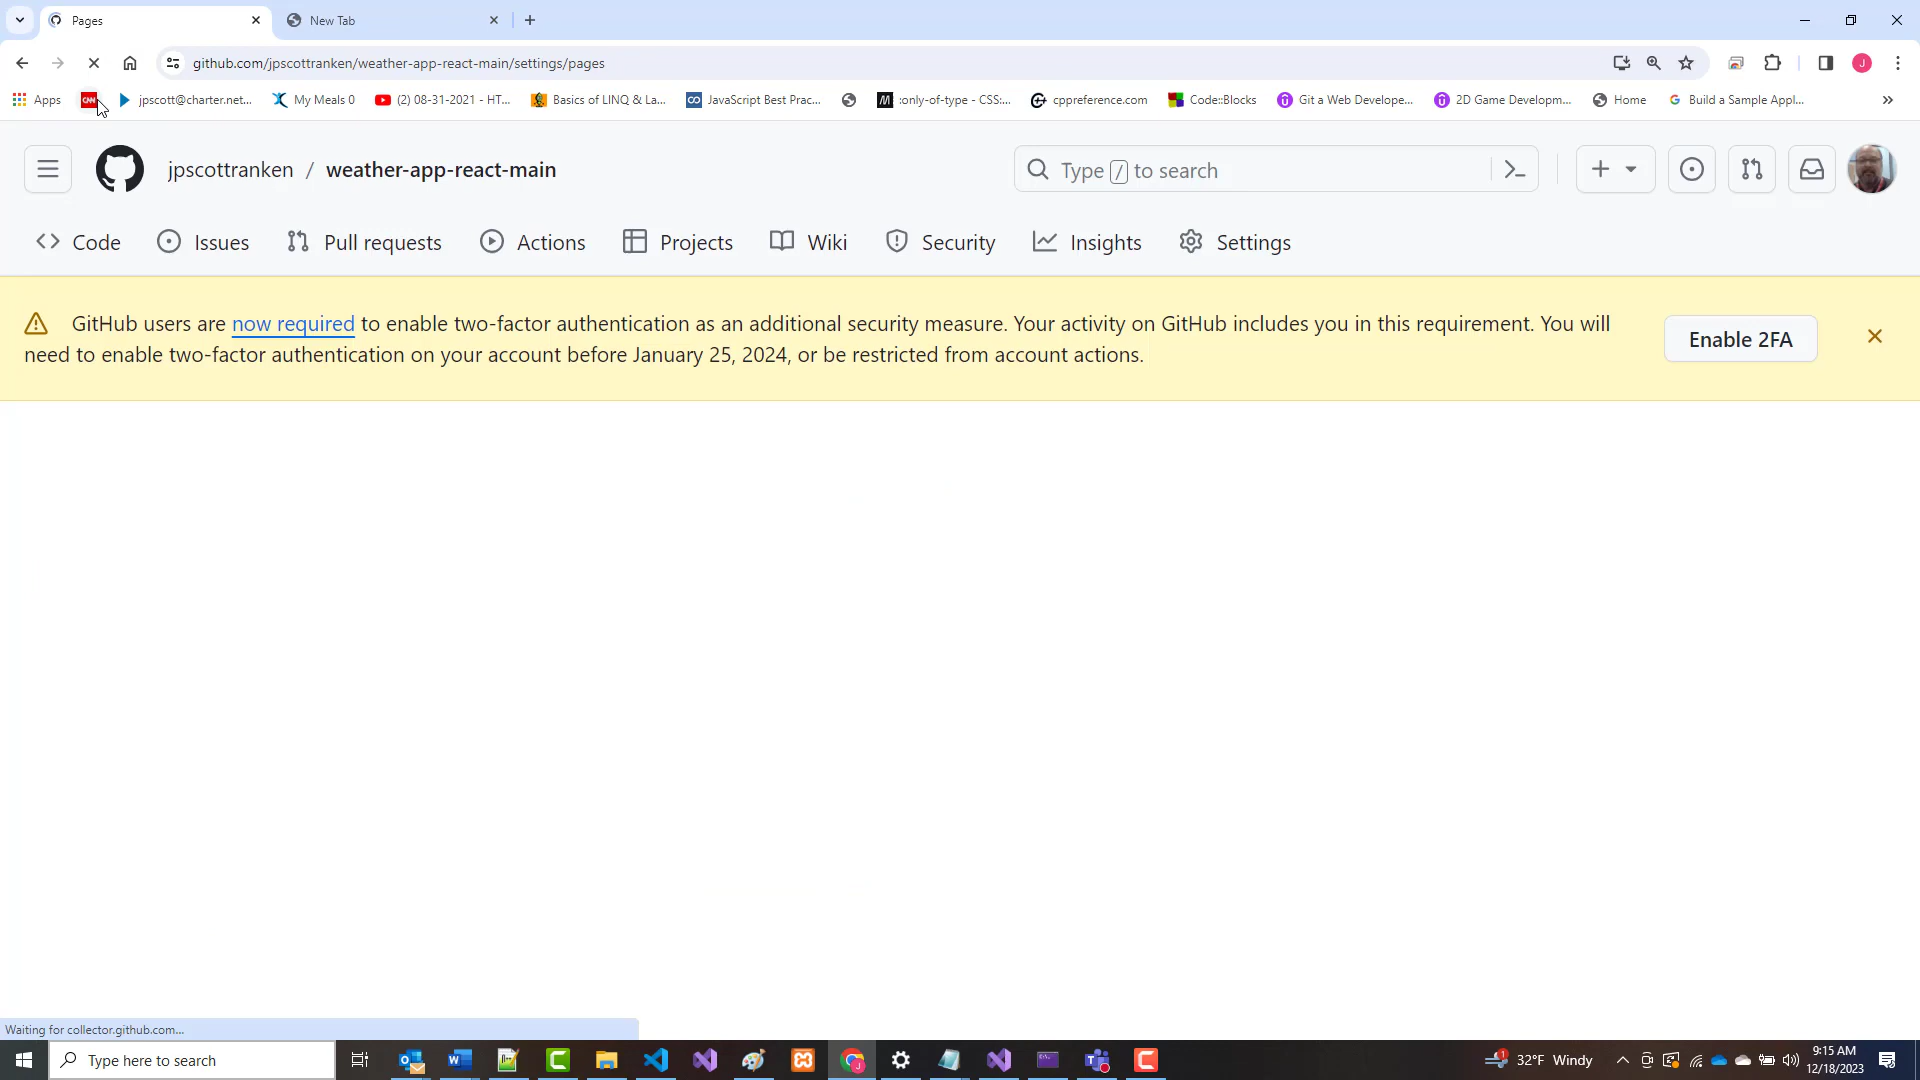 Pages
New Tab
github.com/jpscottranken/weather-app-react-main/settings/pages
J
Apps
CNN
jpscott@charter.net...
My Meals 0
(2) 08-31-2021 - HT...
Basics of LINQ & La...
JavaScript Best Prac...
:only-of-type - CSS:...
cppreference.com
Code::Blocks
Git a Web Develope...
2D Game Developm...
Home
Build a Sample Appl...
jpscottranken / weather-app-react-main
Type / to search
Code
Issues
Pull requests
Actions
Projects
Wiki
Security
Insights
Settings
GitHub users are now required to enable two-factor authentication as an additional security measure. Your activity on GitHub includes you in this requirement. You will
need to enable two-factor authentication on your account before January 25, 2024, or be restricted from account actions.
Enable 2FA
Waiting for collector.github.com...
Type here to search
32°F Windy
9:15 AM
12/18/2023